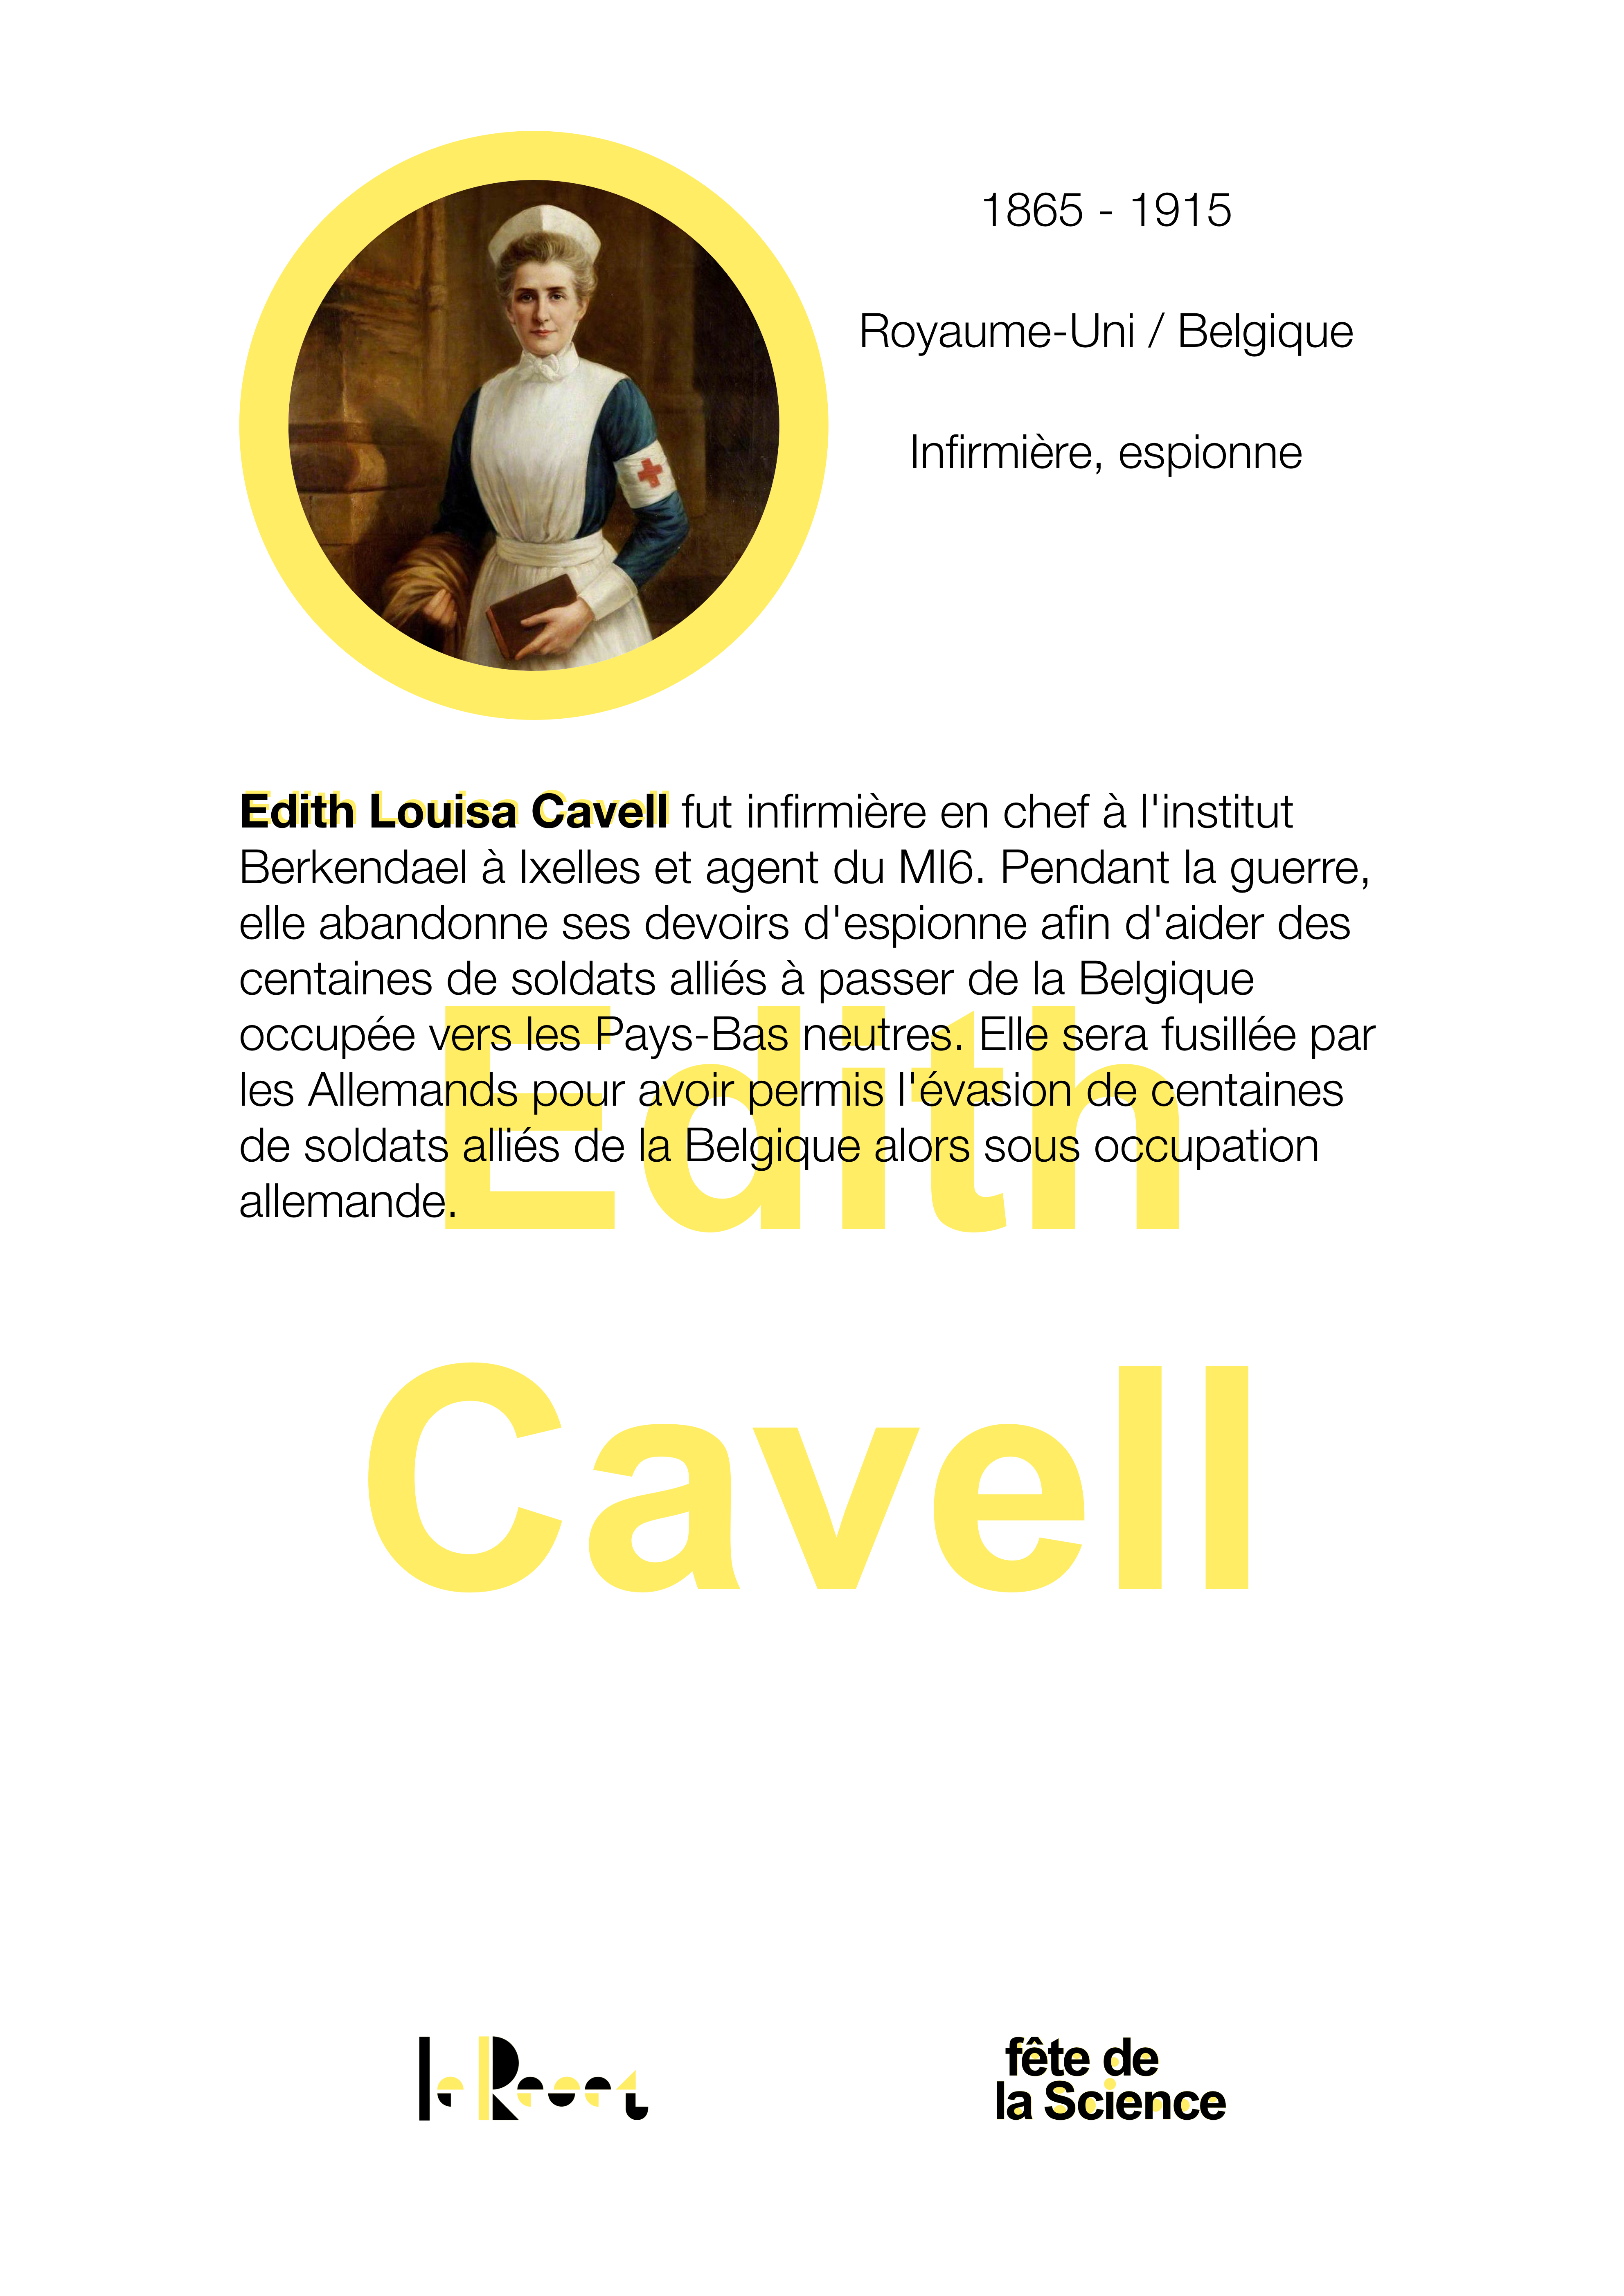 1865 - 1915
Royaume-Uni / Belgique
Infirmière, espionne
Edith Louisa Cavell fut infirmière en chef à l'institut
Berkendael à Ixelles et agent du MI6. Pendant la guerre,
elle abandonne ses devoirs d'espionne afin d'aider des
centaines de soldats alliés à passer de la Belgique
occupée vers les Pays-Bas neutres. Elle sera fusillée par
les Allemands pour avoir permis l'évasion de centaines
de soldats alliés de la Belgique alors sous occupation
allemande.
Edith
Cavell
le Reset
fête de
la Science